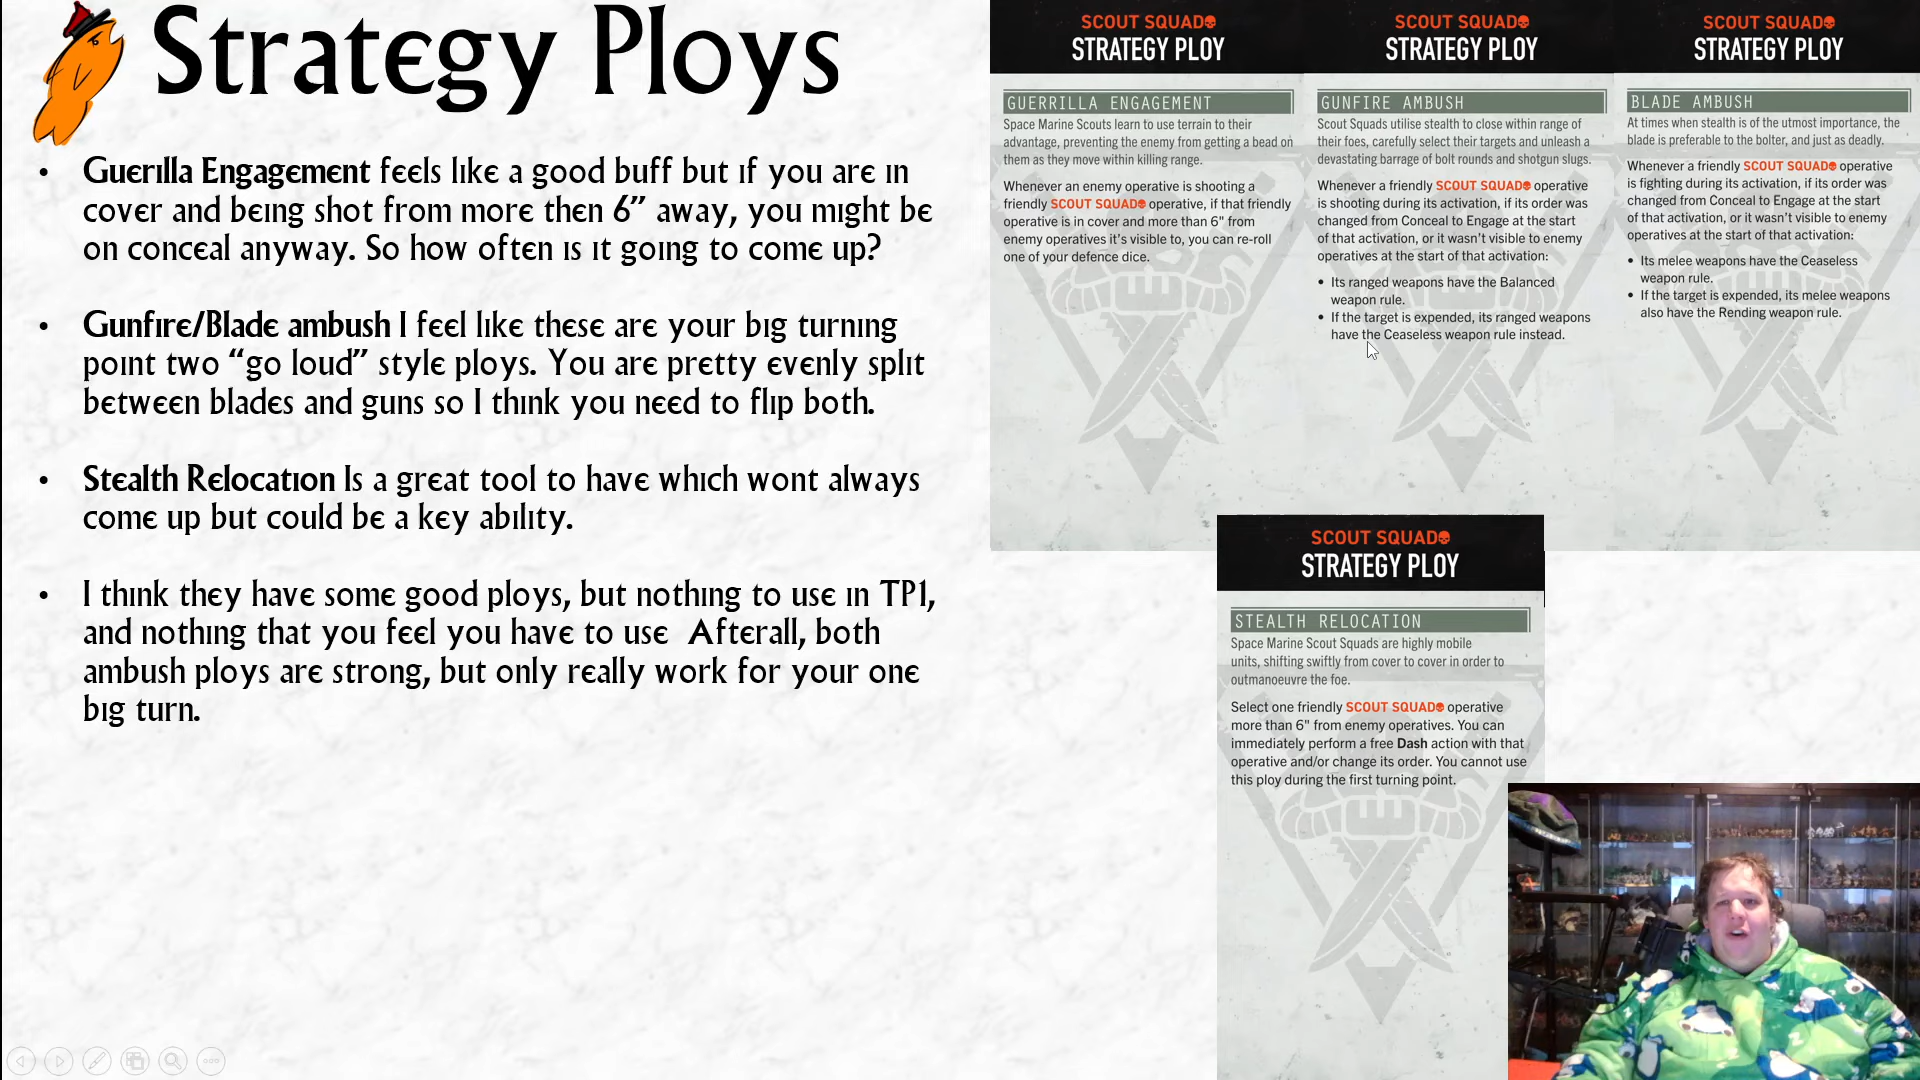 Strategy Ploys
• Guerilla Engagement feels like a good buff but if you are in
cover and being shot from more then 6” away, you might be
on conceal anyway. So how often is it going to come up?
• Gunfire/Blade ambush I feel like these are your big turning
point two “go loud” style ploys. You are pretty evenly split
between blades and guns so I think you need to flip both.
• Stealth Relocation Is a great tool to have which wont always
come up but could be a key ability.
• I think they have some good ploys, but nothing to use in TP1,
and nothing that you feel you have to use  Afterall, both
ambush ploys are strong, but only really work for your one
big turn.
SCOUT SQUAD
STRATEGY PLOY
GUERRILLA ENGAGEMENT
Space Marine Scouts learn to use terrain to their
advantage, preventing the enemy from getting a bead on
them as they move within killing range.
Whenever an enemy operative is shooting a
friendly SCOUT SQUAD operative, if that friendly
operative is in cover and more than 6" from
enemy operatives it's visible to, you can re-roll
one of your defence dice.
SCOUT SQUAD
STRATEGY PLOY
GUNFIRE AMBUSH
Scout Squads utilise stealth to close within range of
their foes, carefully select their targets and unleash a
devastating barrage of bolt rounds and shotgun slugs.
Whenever a friendly SCOUT SQUAD operative
is shooting during its activation, if its order was
changed from Conceal to Engage at the start
of that activation, or it wasn't visible to enemy
operatives at the start of that activation:
• Its ranged weapons have the Balanced
weapon rule.
• If the target is expended, its ranged weapons
have the Ceaseless weapon rule instead.
SCOUT SQUAD
STRATEGY PLOY
BLADE AMBUSH
At times when stealth is of the utmost importance, the
blade is preferable to the bolter, and just as deadly.
Whenever a friendly SCOUT SQUAD operative
is fighting during its activation, if its order was
changed from Conceal to Engage at the start
of that activation, or it wasn't visible to enemy
operatives at the start of that activation:
• Its melee weapons have the Ceaseless
weapon rule.
• If the target is expended, its melee weapons
also have the Rending weapon rule.
SCOUT SQUAD
STRATEGY PLOY
STEALTH RELOCATION
Space Marine Scout Squads are highly mobile
units, shifting swiftly from cover to cover in order to
outmanoeuvre the foe.
Select one friendly SCOUT SQUAD operative
more than 6" from enemy operatives. You can
immediately perform a free Dash action with that
operative and/or change its order. You cannot use
this ploy during the first turning point.